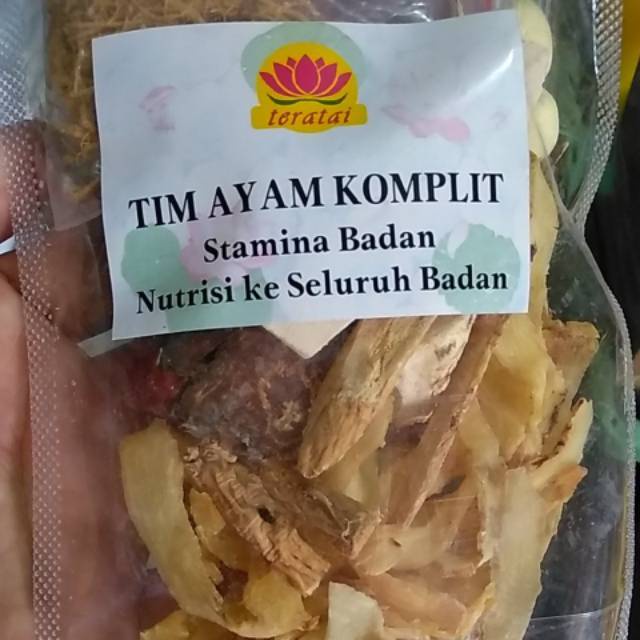 teratai
TIM AYAM KOMPLIT
Stamina Badan
Nutrisi ke Seluruh Badan